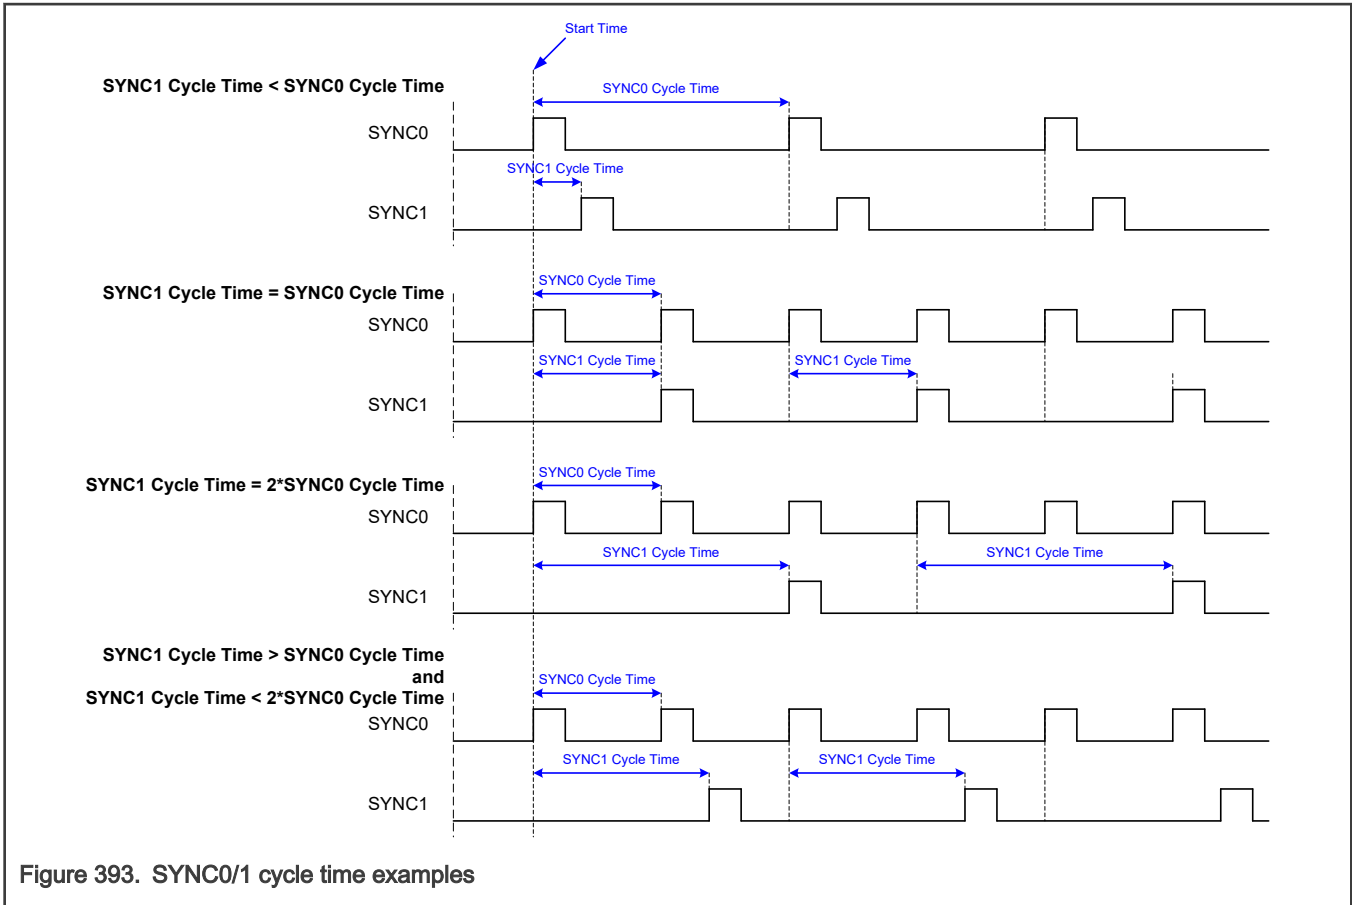 Start Time
SYNC1 Cycle Time < SYNC0 Cycle Time
SYNC0 Cycle Time
SYNC0
SYNC1 Cycle Time
SYNC1
SYNC1 Cycle Time = SYNC0 Cycle Time
SYNC0 Cycle Time
SYNC0
SYNC1 Cycle Time
SYNC1 Cycle Time
SYNC1
SYNC1 Cycle Time = 2*SYNC0 Cycle Time
SYNC0 Cycle Time
SYNC0
SYNC1 Cycle Time
SYNC1 Cycle Time
SYNC1
SYNC1 Cycle Time > SYNC0 Cycle Time
and
SYNC1 Cycle Time < 2*SYNC0 Cycle Time
SYNC0 Cycle Time
SYNC0
SYNC1 Cycle Time
SYNC1 Cycle Time
SYNC1
Figure 393. SYNC0/1 cycle time examples